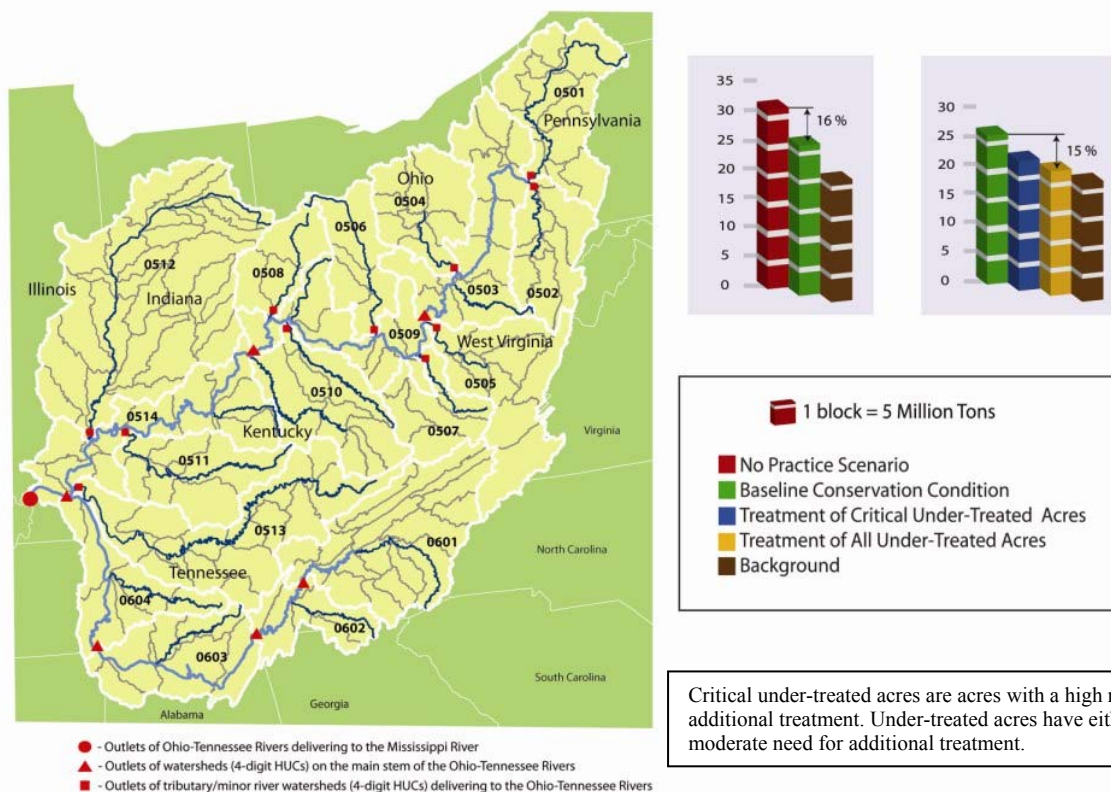 0501
Pennsylvania
Ohio
0504
0506
0508
0512
Illinois
Indiana
0503
0502
0509
West Virginia
0505
0510
0514
Kentucky
0507
Virginia
0511
0513
North Carolina
0601
Tennessee
0604
0602
0603
South Carolina
Georgia
Alabama
- Outlets of Ohio-Tennessee Rivers delivering to the Mississippi River
- Outlets of watersheds (4-digit HUCs) on the main stem of the Ohio-Tennessee Rivers
- Outlets of tributary/minor river watersheds (4-digit HUCs) delivering to the Ohio-Tennessee Rivers
35
30
25
20
15
10
5
0
16 %
30
25
20
15
10
5
0
15 %
1 block = 5 Million Tons
No Practice Scenario
Baseline Conservation Condition
Treatment of Critical Under-Treated Acres
Treatment of All Under-Treated Acres
Background
Critical under-treated acres are acres with a high
additional treatment. Under-treated acres have
moderate need for additional treatment.